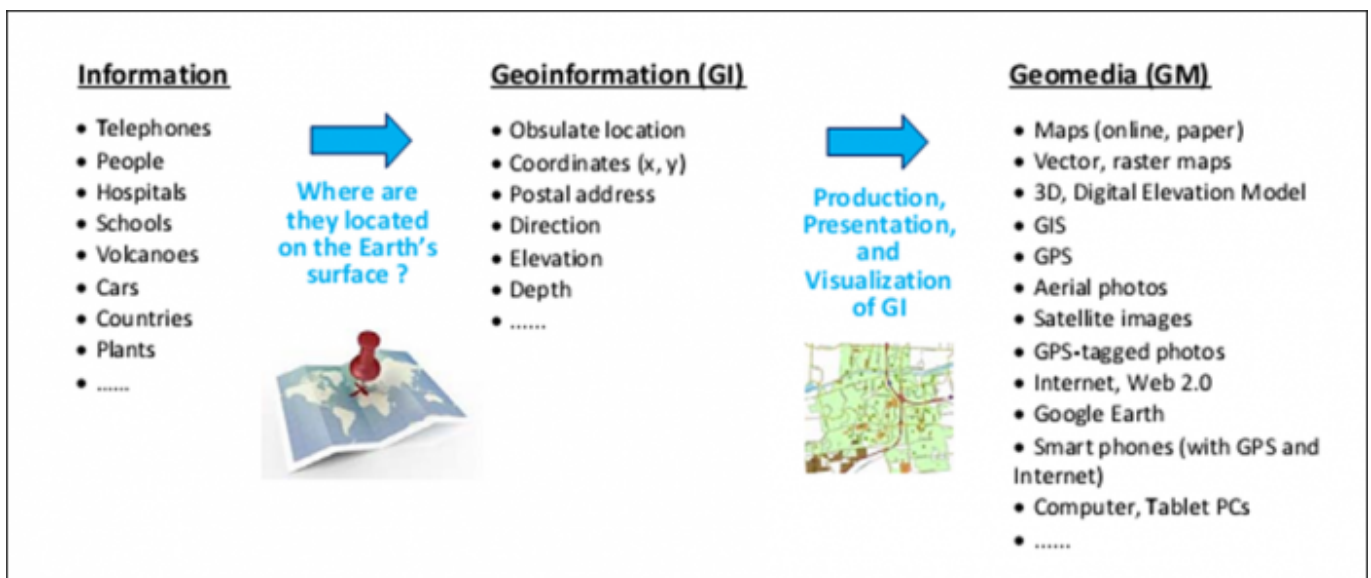 Information
• Telephones
• People
• Hospitals
• Schools
• Volcanoes
• Cars
• Countries
• Plants
• ......
Where are
they located
on the Earth's
surface ?
Geoinformation (GI)
• Obsulate location
• Coordinates (x, y)
• Postal address
• Direction
• Elevation
• Depth
• ......
Production,
Presentation,
and
Visualization
of GI
Geomedia (GM)
• Maps (online, paper)
• Vector, raster maps
• 3D, Digital Elevation Model
• GIS
• GPS
• Aerial photos
• Satellite images
• GPS-tagged photos
• Internet, Web 2.0
• Google Earth
• Smart phones (with GPS and
Internet)
• Computer, Tablet PCs
• ......